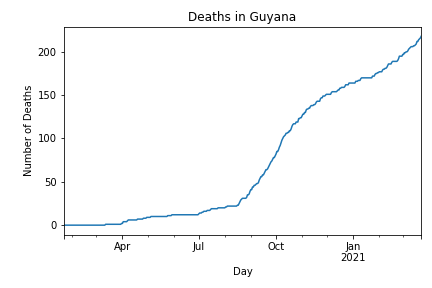 Deaths in Guyana
200
150
100
50
0
Number of Deaths
Apr
Jul
Oct
Jan
2021
Day